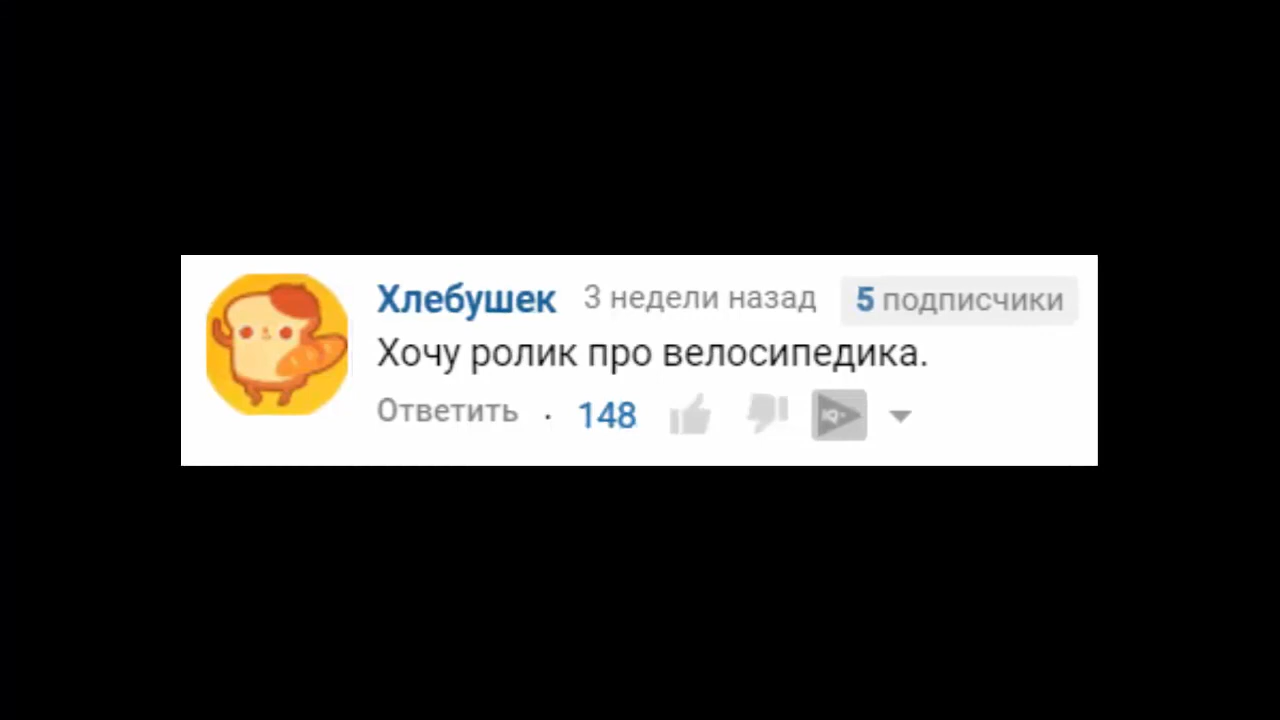 Хлебушек 3 недели назад 5 подписчики
Хочу ролик про велосипедика.
Ответить · 148